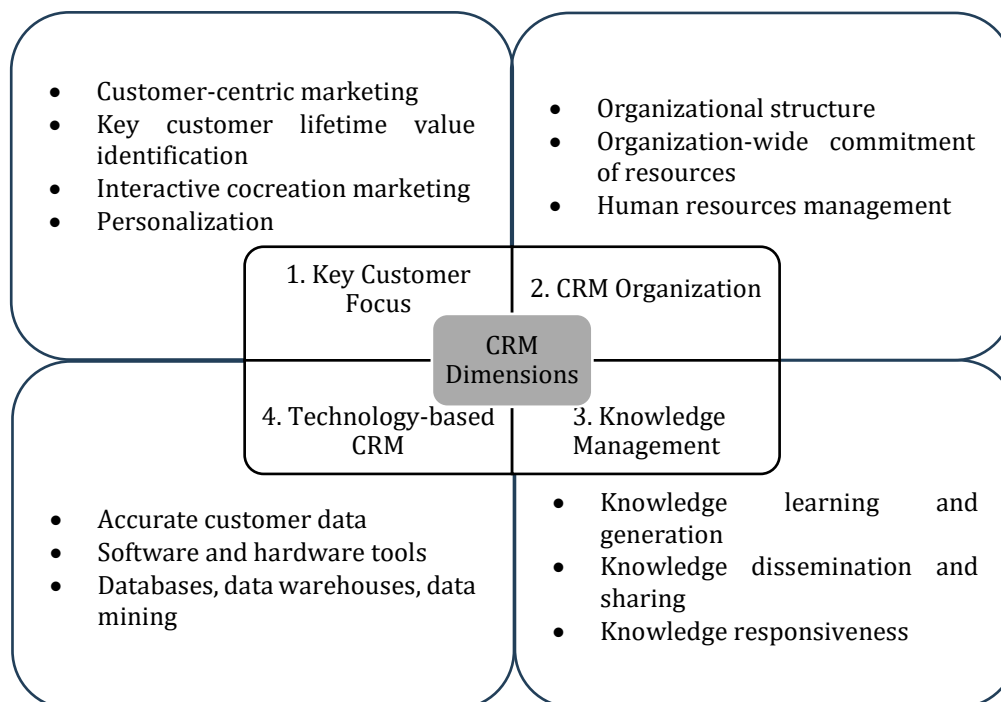 • Customer-centric marketing
• Key customer lifetime value
identification
• Interactive cocreation marketing
• Personalization
• Organizational structure
• Organization-wide commitment
of resources
• Human resources management
1. Key Customer
Focus
2. CRM Organization
CRM
Dimensions
4. Technology-based
CRM
3. Knowledge
Management
• Accurate customer data
• Software and hardware tools
• Databases, data warehouses, data
mining
• Knowledge learning and
generation
• Knowledge dissemination and
sharing
• Knowledge responsiveness